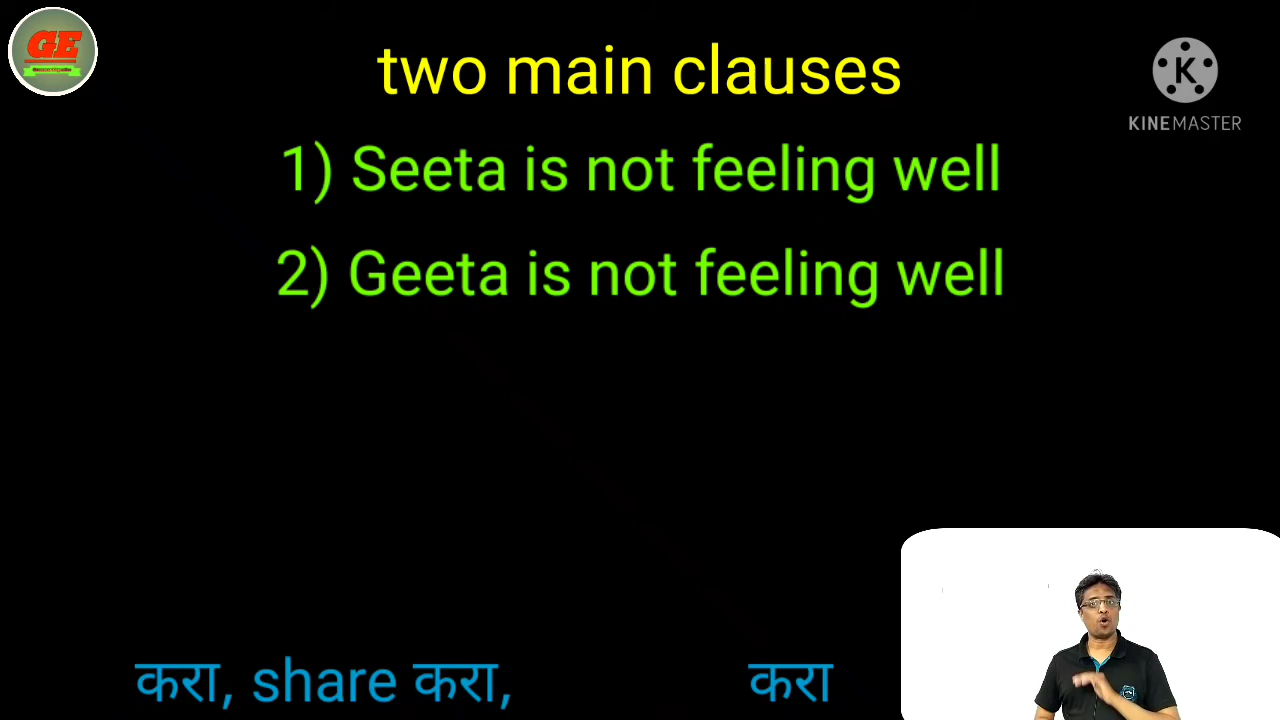 GE
two main clauses
KINEMASTER
1) Seeta is not feeling well
2) Geeta is not feeling well
करा, share करा, करा